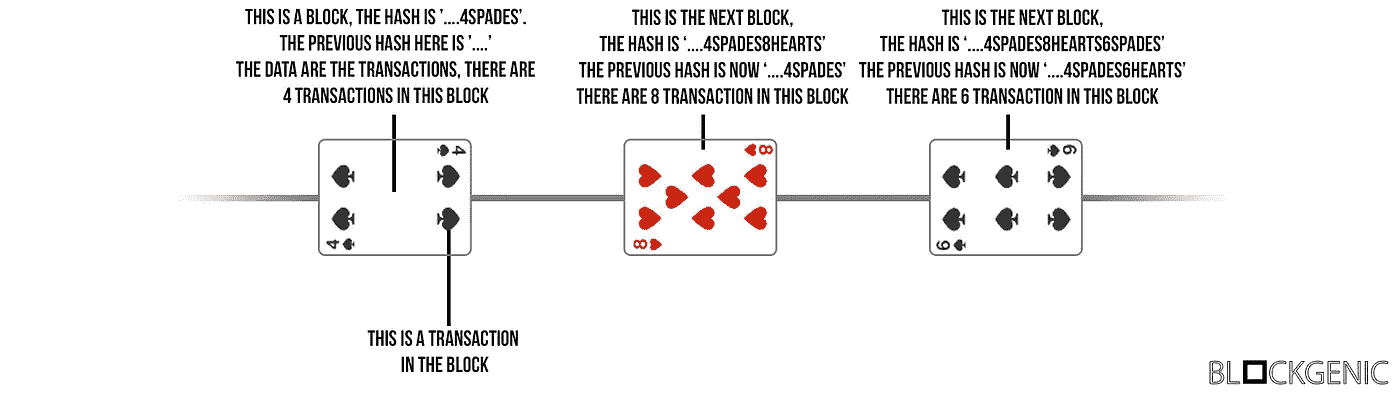 THIS IS A BLOCK, THE HASH IS '....4SPADES'.
THE PREVIOUS HASH HERE IS '....'
THE DATA ARE THE TRANSACTIONS, THERE ARE
4 TRANSACTIONS IN THIS BLOCK
THIS IS THE NEXT BLOCK,
THE HASH IS ‘....4SPADES8HEARTS’
THE PREVIOUS HASH IS NOW ‘....4SPADES’
THERE ARE 8 TRANSACTION IN THIS BLOCK
THIS IS THE NEXT BLOCK,
THE HASH IS ‘....4SPADES8HEARTS6SPADES’
THE PREVIOUS HASH IS NOW ‘....4SPADES6HEARTS’
THERE ARE 6 TRANSACTION IN THIS BLOCK
4
4
8
8
6
6
THIS IS A TRANSACTION
IN THE BLOCK
BLOCKGENIC